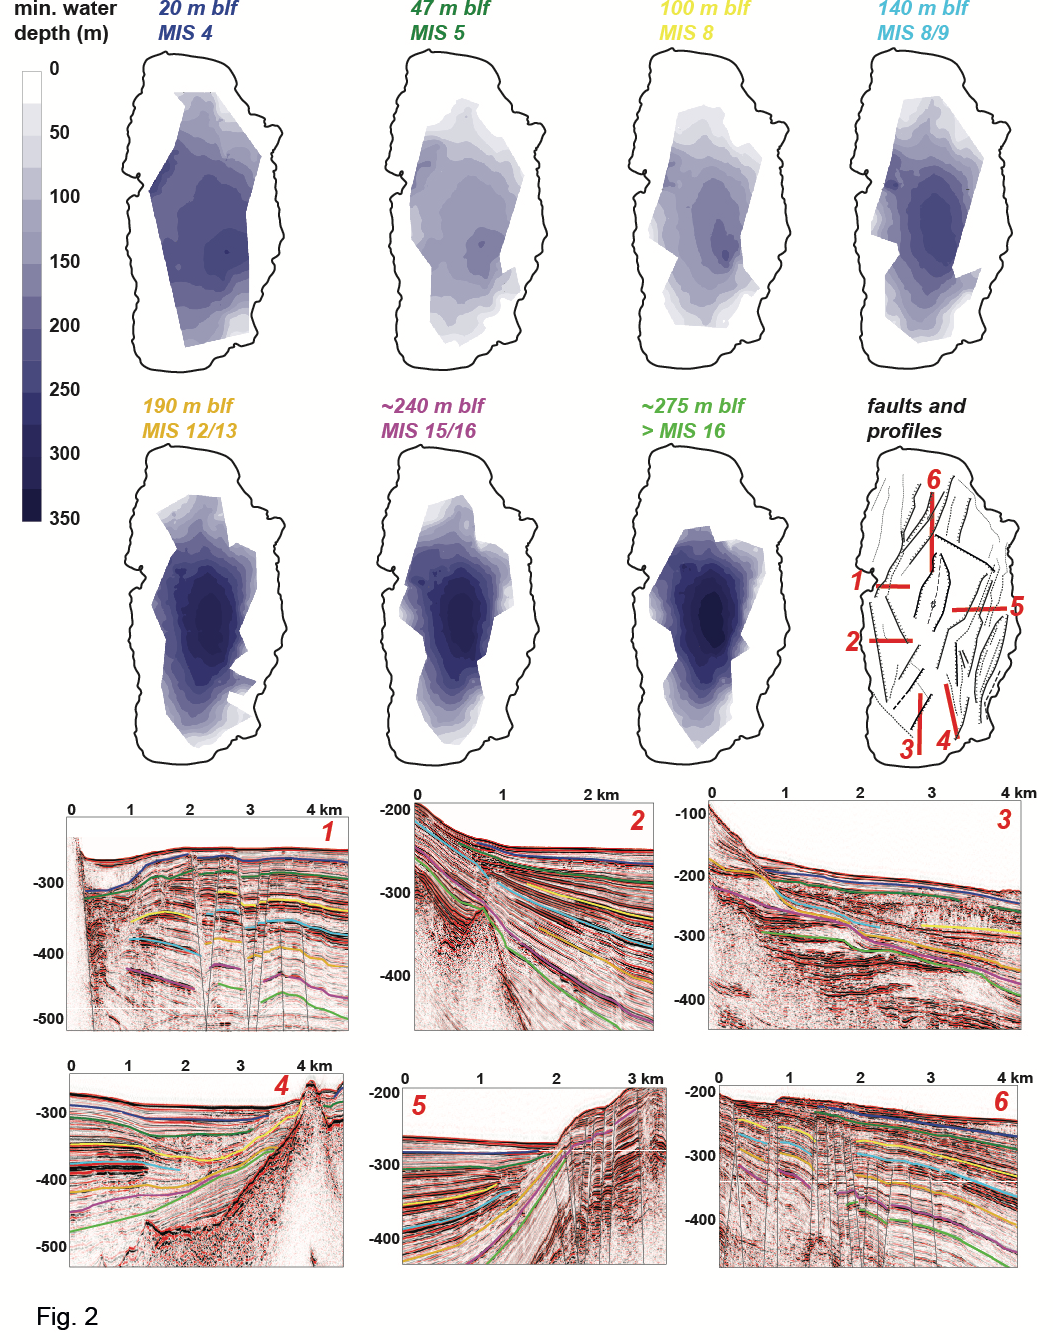 min. water
depth (m)
20 m blf
MIS 4
47 m blf
MIS 5
100 m blf
MIS 8
140 m blf
MIS 8/9
0
50
100
150
200
250
300
350
190 m blf
MIS 12/13
~240 m blf
MIS 15/16
~275 m blf
> MIS 16
faults and
profiles
6
1
5
2
3
4
0 1 2 3 4 km
1
-300
-400
-500
0 1 2 km
2
-200
-300
-400
0 1 2 3 km
3
-100
-200
-300
-400
0 1 2 3 4 km
4
-300
-400
-500
0 1 2 3 km
5
-200
-300
-400
0 1 2 3 4 km
6
-200
-300
-400
Fig. 2